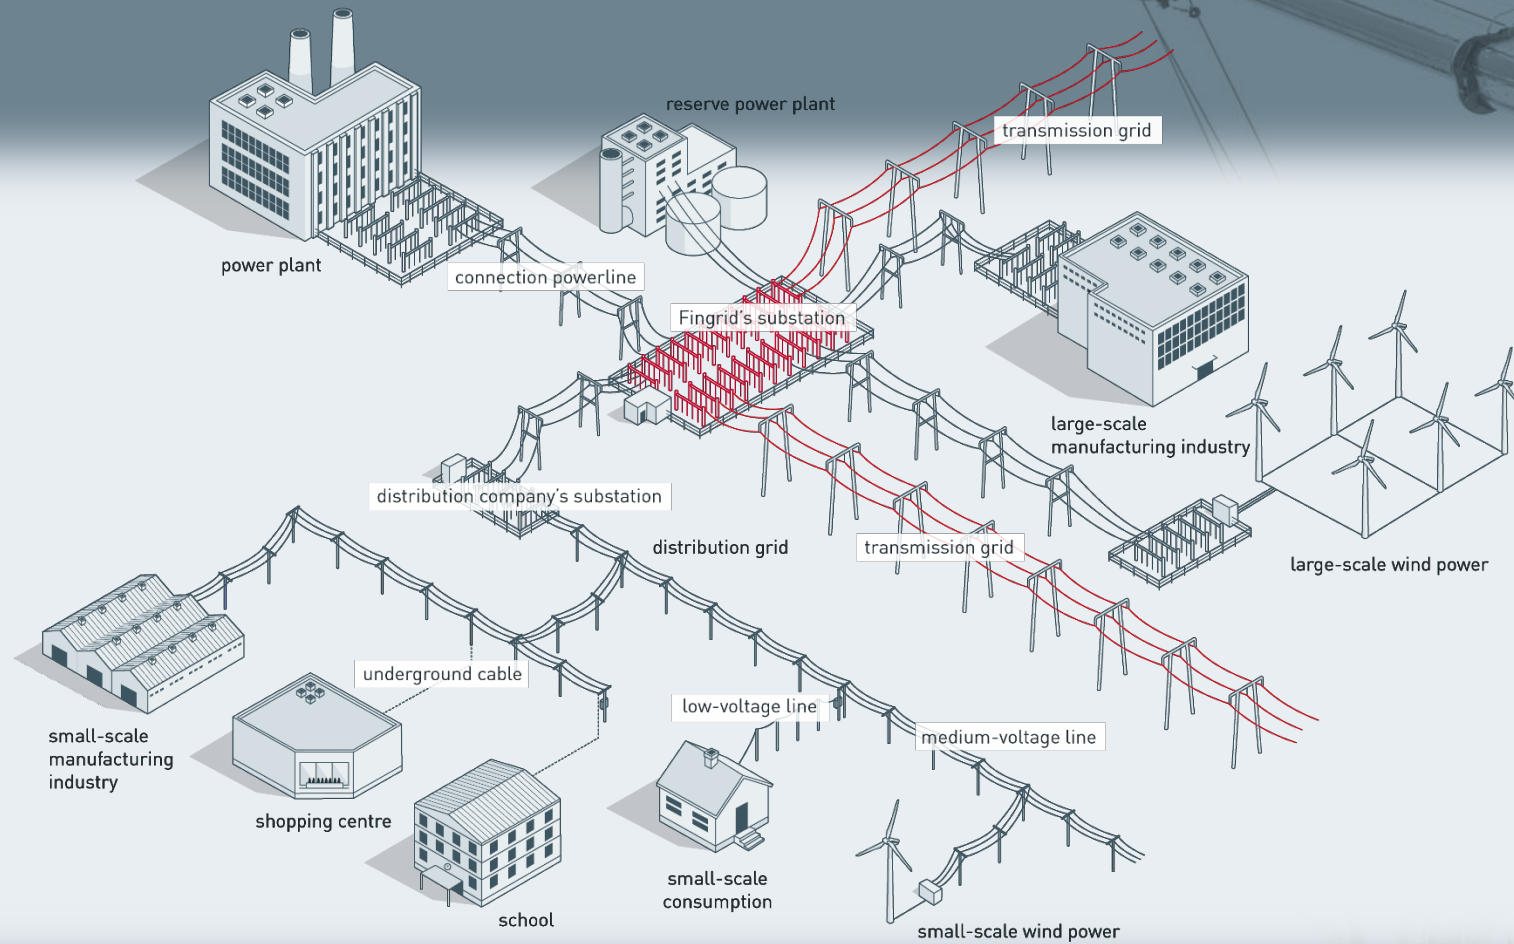 reserve power plant
transmission grid
power plant
connection powerline
Fingrid's substation
large-scale
manufacturing industry
distribution company's substation
distribution grid
transmission grid
large-scale wind power
underground cable
low-voltage line
medium-voltage line
small-scale
manufacturing
industry
shopping centre
small-scale
consumption
school
small-scale wind power